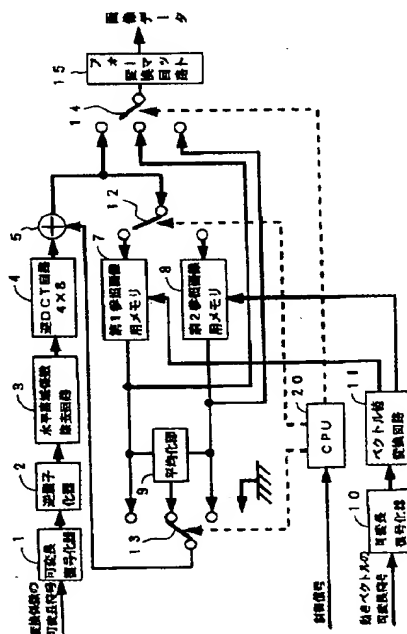 変換係数の
可変長符号
1
可変長
復号化器
2
逆量子
化器
3
水平高域係数
除去回路
4
逆DCT回路
4×8
5
12
7
第1参照画像
用メモリ
8
第2参照画像
用メモリ
9
平均化部
13
14
15
フォーマット
変換回路
画像データ
20
CPU
制御信号
動きベクトルの
可変長符号
10
可変長
復号化器
11
ベクトル値
変換回路